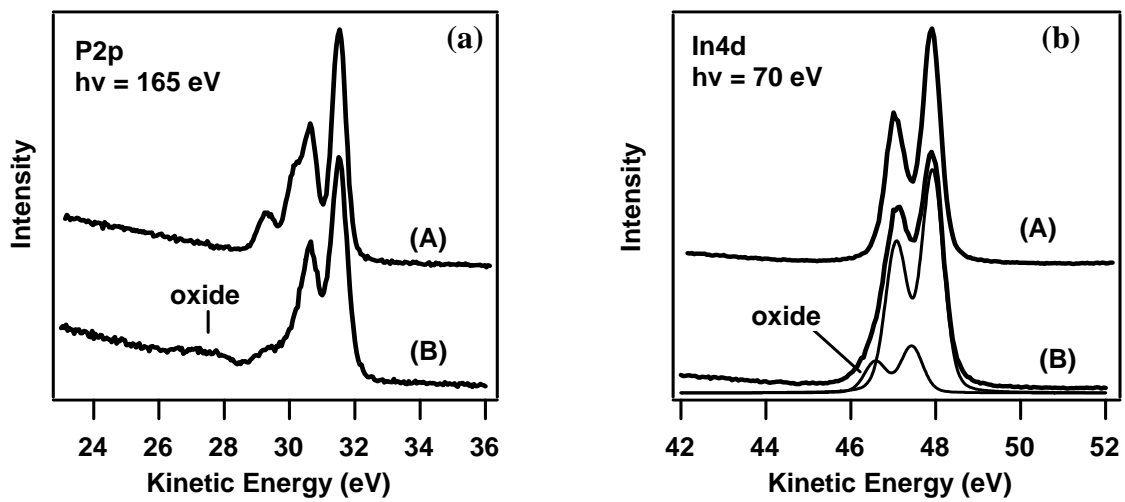 P2p
hν = 165 eV
(a)
Intensity
(A)
oxide
(B)
24 26 28 30 32 34 36
Kinetic Energy (eV)
In4d
hν = 70 eV
(b)
Intensity
(A)
oxide
(B)
42 44 46 48 50 52
Kinetic Energy (eV)